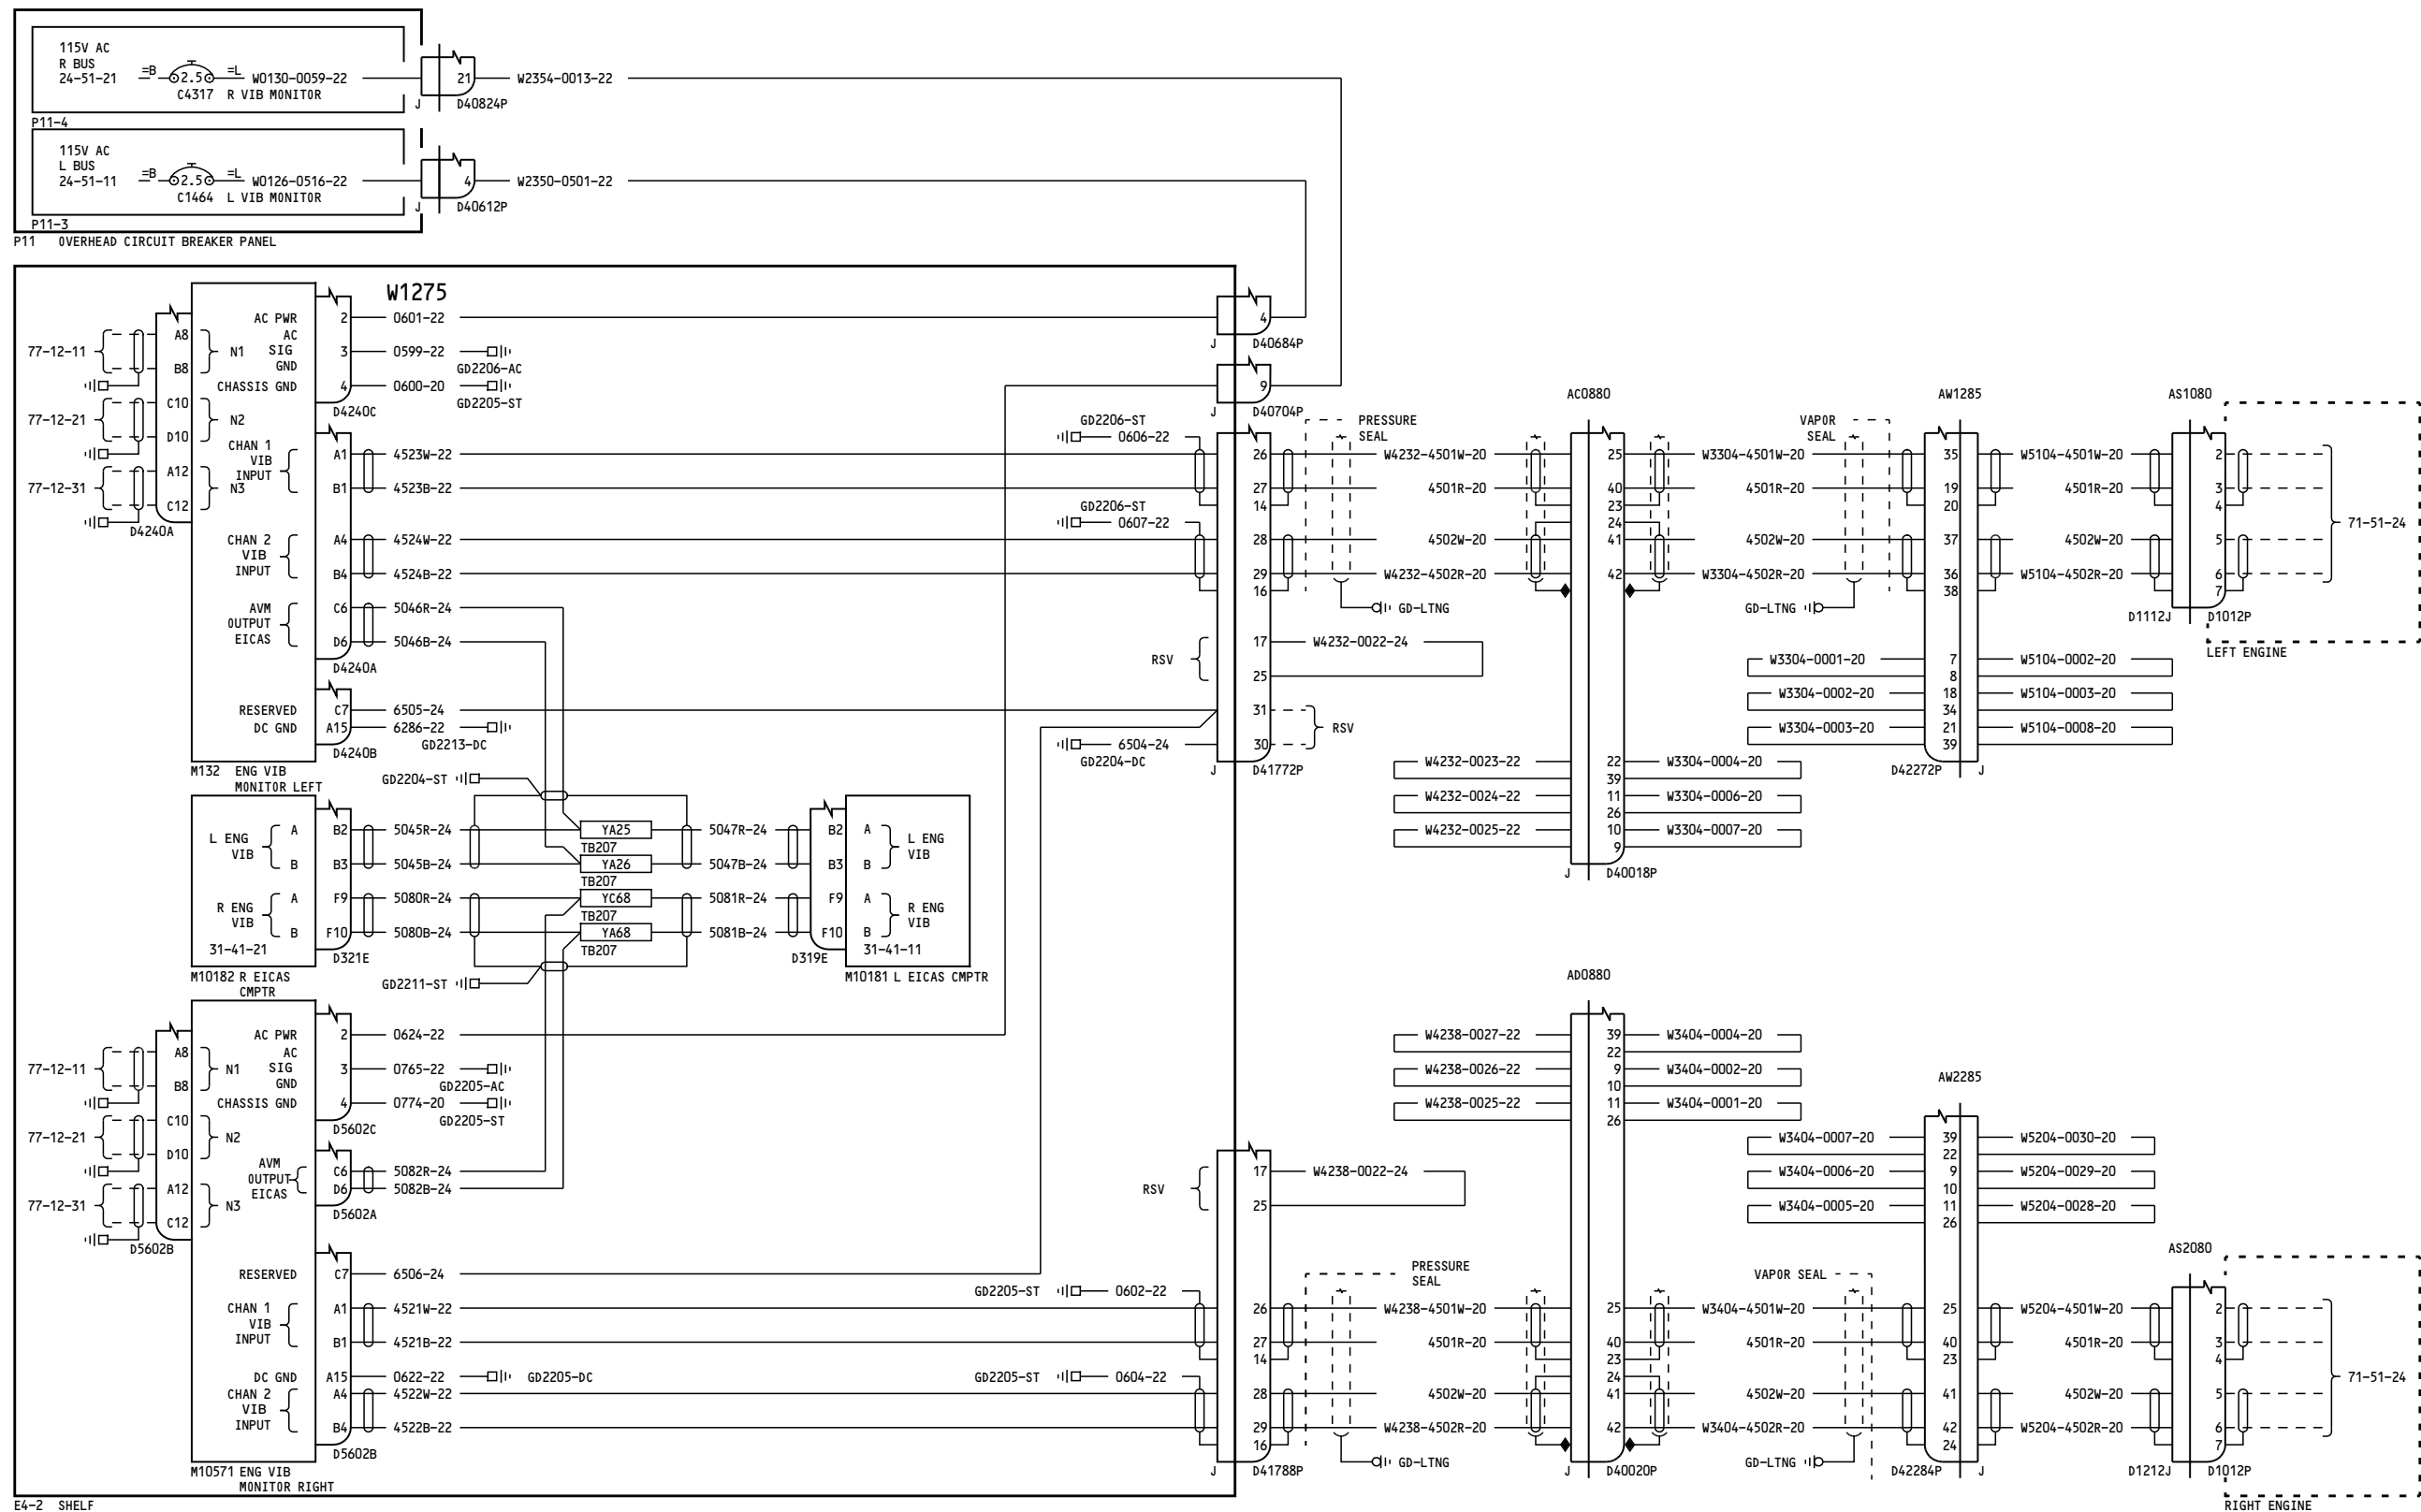 115V AC
R BUS
24-51-21
=B
2.5
=L
W0130-0059-22
C4317 R VIB MONITOR
21
W2354-0013-22
J
D40824P
P11-4
115V AC
L BUS
24-51-11
=B
2.5
=L
W0126-0516-22
C1464 L VIB MONITOR
4
W2350-0501-22
J
D40612P
P11-3
P11 OVERHEAD CIRCUIT BREAKER PANEL
W1275
77-12-11
A8
B8
N1
77-12-21
C10
D10
N2
77-12-31
A12
C12
N3
D4240A
AC PWR
2
0601-22
AC
SIG
GND
3
0599-22
GD2206-AC
CHASSIS GND
4
0600-20
GD2205-ST
D4240C
CHAN 1
VIB
INPUT
A1
4523W-22
B1
4523B-22
CHAN 2
VIB
INPUT
A4
4524W-22
B4
4524B-22
AVM
OUTPUT
EICAS
C6
5046R-24
D6
5046B-24
D4240A
RESERVED
C7
6505-24
DC GND
A15
6286-22
GD2213-DC
D4240B
M132 ENG VIB
MONITOR LEFT
GD2204-ST
L ENG
VIB
A
B2
5045R-24
YA25
TB207
5047R-24
B2
A
L ENG
VIB
B
B3
5045B-24
YA26
TB207
5047B-24
B3
B
R ENG
VIB
A
F9
5080R-24
YC68
TB207
5081R-24
F9
A
R ENG
VIB
B
F10
5080B-24
YA68
TB207
5081B-24
F10
B
31-41-21
D321E
D319E
31-41-11
M10182 R EICAS
CMPTR
GD2211-ST
M10181 L EICAS CMPTR
77-12-11
A8
B8
N1
77-12-21
C10
D10
N2
77-12-31
A12
C12
N3
D5602B
AC PWR
2
0624-22
AC
SIG
GND
3
0765-22
GD2205-AC
CHASSIS GND
4
0774-20
GD2205-ST
D5602C
AVM
OUTPUT
EICAS
C6
5082R-24
D6
5082B-24
D5602A
RESERVED
C7
6506-24
CHAN 1
VIB
INPUT
A1
4521W-22
B1
4521B-22
DC GND
A15
0622-22
GD2205-DC
CHAN 2
VIB
INPUT
A4
4522W-22
B4
4522B-22
D5602B
M10571 ENG VIB
MONITOR RIGHT
E4-2 SHELF
4
J
D40684P
9
J
D40704P
GD2206-ST
0606-22
26
27
14
GD2206-ST
0607-22
28
29
16
RSV
17
25
W4232-0022-24
31
30
RSV
6504-24
GD2204-DC
J
D41772P
PRESSURE
SEAL
W4232-4501W-20
4501R-20
4502W-20
W4232-4502R-20
GD-LTNG
AC0880
25
40
23
24
41
42
W3304-4501W-20
4501R-20
4502W-20
W3304-4502R-20
VAPOR
SEAL
GD-LTNG
W4232-0023-22
22
W3304-0004-20
39
W4232-0024-22
11
W3304-0006-20
26
W4232-0025-22
10
W3304-0007-20
9
J
D40018P
AW1285
35
19
20
37
36
38
W5104-4501W-20
4501R-20
4502W-20
W5104-4502R-20
W3304-0001-20
7
W5104-0002-20
8
W3304-0002-20
18
W5104-0003-20
34
W3304-0003-20
21
W5104-0008-20
39
D42272P
J
AS1080
2
3
4
5
6
7
71-51-24
D1112J
D1012P
LEFT ENGINE
AD0880
W4238-0027-22
39
W3404-0004-20
22
W4238-0026-22
9
W3404-0002-20
10
W4238-0025-22
11
W3404-0001-20
26
RSV
17
W4238-0022-24
25
GD2205-ST
0602-22
26
27
14
GD2205-ST
0604-22
28
29
16
J
D41788P
PRESSURE
SEAL
W4238-4501W-20
4501R-20
4502W-20
W4238-4502R-20
GD-LTNG
25
40
23
24
41
42
J
D40020P
W3404-4501W-20
4501R-20
4502W-20
W3404-4502R-20
VAPOR SEAL
GD-LTNG
AW2285
W3404-0007-20
39
W5204-0030-20
22
W3404-0006-20
9
W5204-0029-20
10
W3404-0005-20
11
W5204-0028-20
26
25
40
23
41
42
24
D42284P
J
W5204-4501W-20
4501R-20
4502W-20
W5204-4502R-20
AS2080
2
3
4
5
6
7
71-51-24
D1212J
D1012P
RIGHT ENGINE